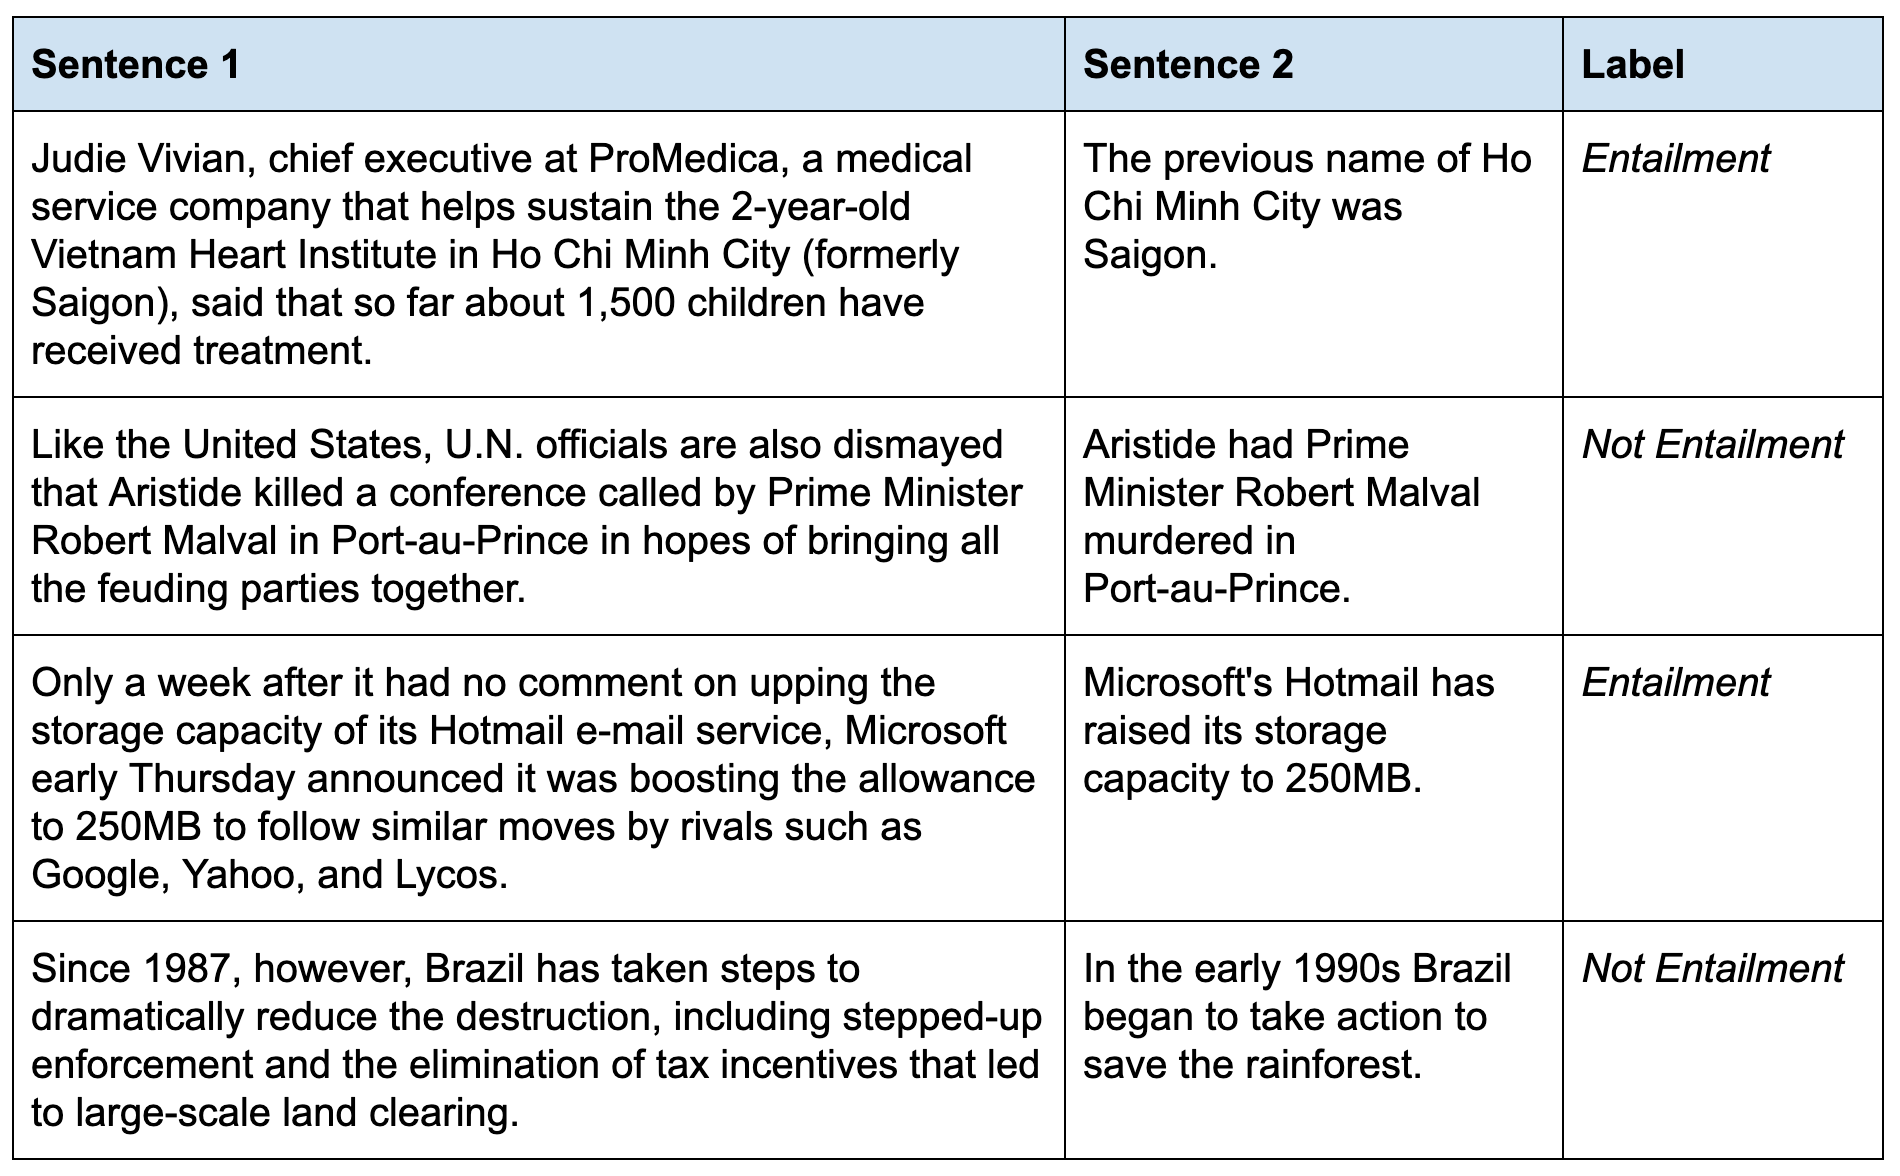 Sentence 1
Sentence 2
Label
Judie Vivian, chief executive at ProMedica, a medical
service company that helps sustain the 2-year-old
Vietnam Heart Institute in Ho Chi Minh City (formerly
Saigon), said that so far about 1,500 children have
received treatment.
The previous name of Ho
Chi Minh City was
Saigon.
Entailment
Like the United States, U.N. officials are also dismayed
that Aristide killed a conference called by Prime Minister
Robert Malval in Port-au-Prince in hopes of bringing all
the feuding parties together.
Aristide had Prime
Minister Robert Malval
murdered in
Port-au-Prince.
Not Entailment
Only a week after it had no comment on upping the
storage capacity of its Hotmail e-mail service, Microsoft
early Thursday announced it was boosting the allowance
to 250MB to follow similar moves by rivals such as
Google, Yahoo, and Lycos.
Microsoft's Hotmail has
raised its storage
capacity to 250MB.
Entailment
Since 1987, however, Brazil has taken steps to
dramatically reduce the destruction, including stepped-up
enforcement and the elimination of tax incentives that led
to large-scale land clearing.
In the early 1990s Brazil
began to take action to
save the rainforest.
Not Entailment